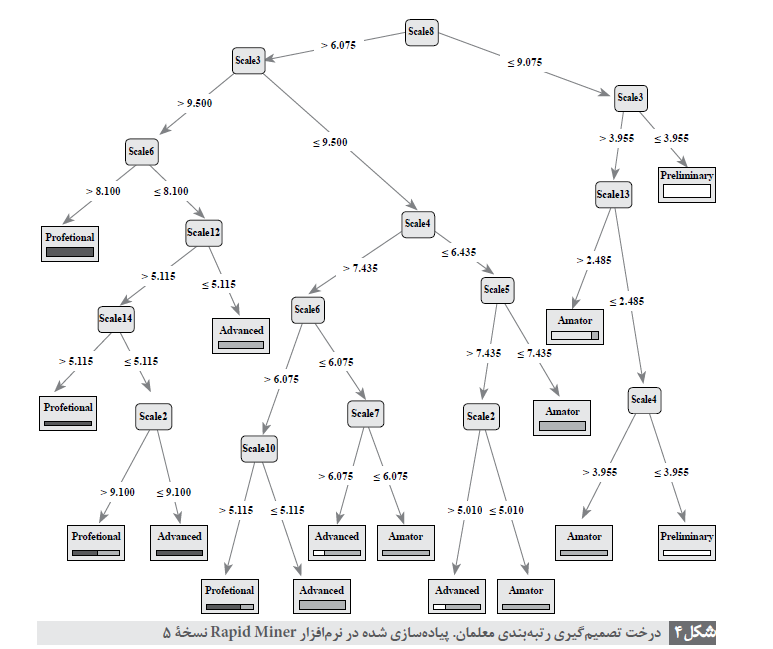 Scale8
> 6.075
≤ 9.075
Scale3
Scale3
> 9.500
≤ 9.500
> 3.955
≤ 3.955
Scale6
Preliminary
Scale13
> 8.100
≤ 8.100
Profetional
Scale12
Scale4
> 7.435
≤ 6.435
> 2.485
≤ 2.485
> 5.115
≤ 5.115
Scale14
Advanced
Scale6
Scale5
Amator
> 5.115
≤ 5.115
> 6.075
≤ 6.075
> 7.435
≤ 7.435
Profetional
Scale2
Scale7
Scale2
Amator
Scale4
Scale10
> 9.100
≤ 9.100
> 5.115
≤ 5.115
> 6.075
≤ 6.075
> 5.010
≤ 5.010
> 3.955
≤ 3.955
Profetional
Advanced
Advanced
Amator
Amator
Preliminary
Profetional
Advanced
Advanced
Amator
شکل۴ درخت تصمیم‌گیری رتبه‌بندی معلمان. پیاده‌سازی شده در نرم‌افزار Rapid Miner نسخهٔ ۵